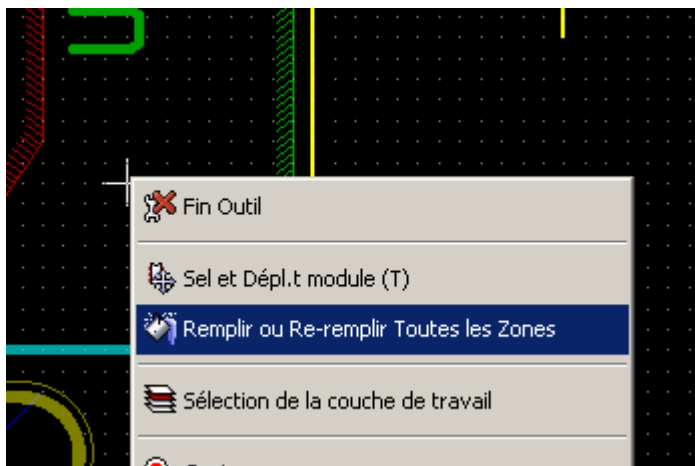 Fin Outil
Sel et Dépl.t module (T)
Remplir ou Re-remplir Toutes les Zones
Sélection de la couche de travail